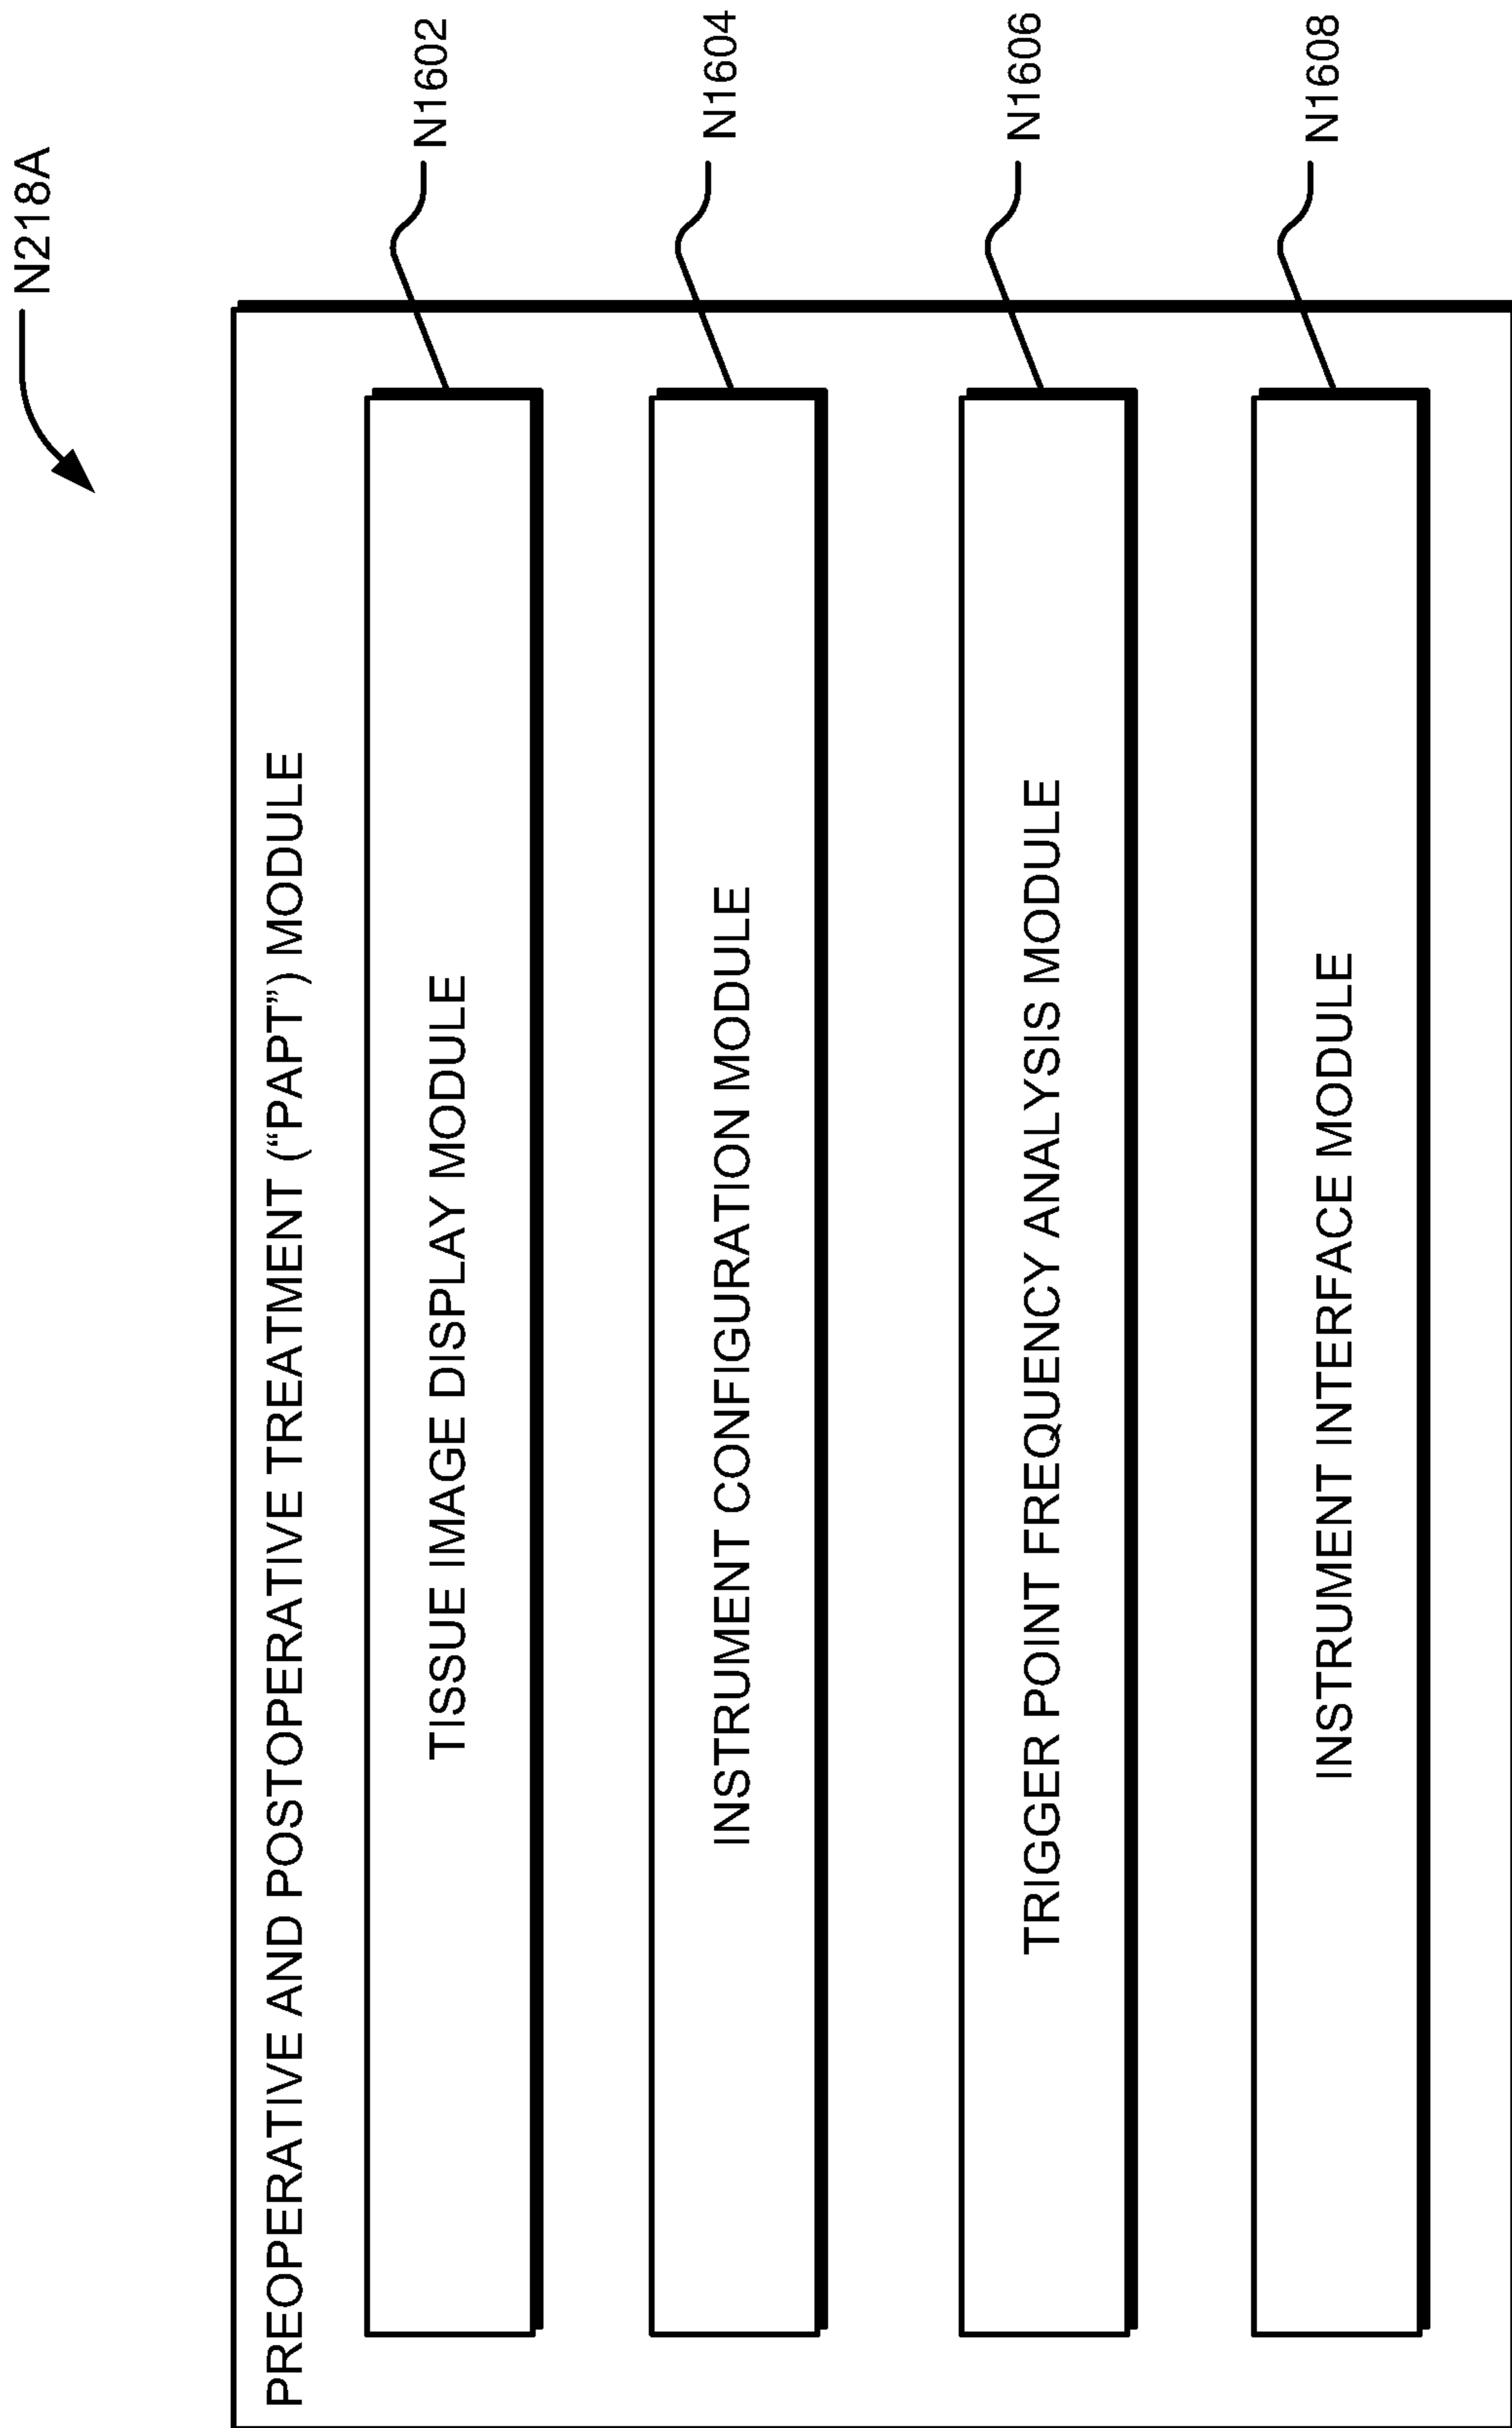 N218A
PREOPERATIVE AND POSTOPERATIVE TREATMENT (“PAPT”) MODULE
TISSUE IMAGE DISPLAY MODULE
N1602
INSTRUMENT CONFIGURATION MODULE
N1604
TRIGGER POINT FREQUENCY ANALYSIS MODULE
N1606
INSTRUMENT INTERFACE MODULE
N1608